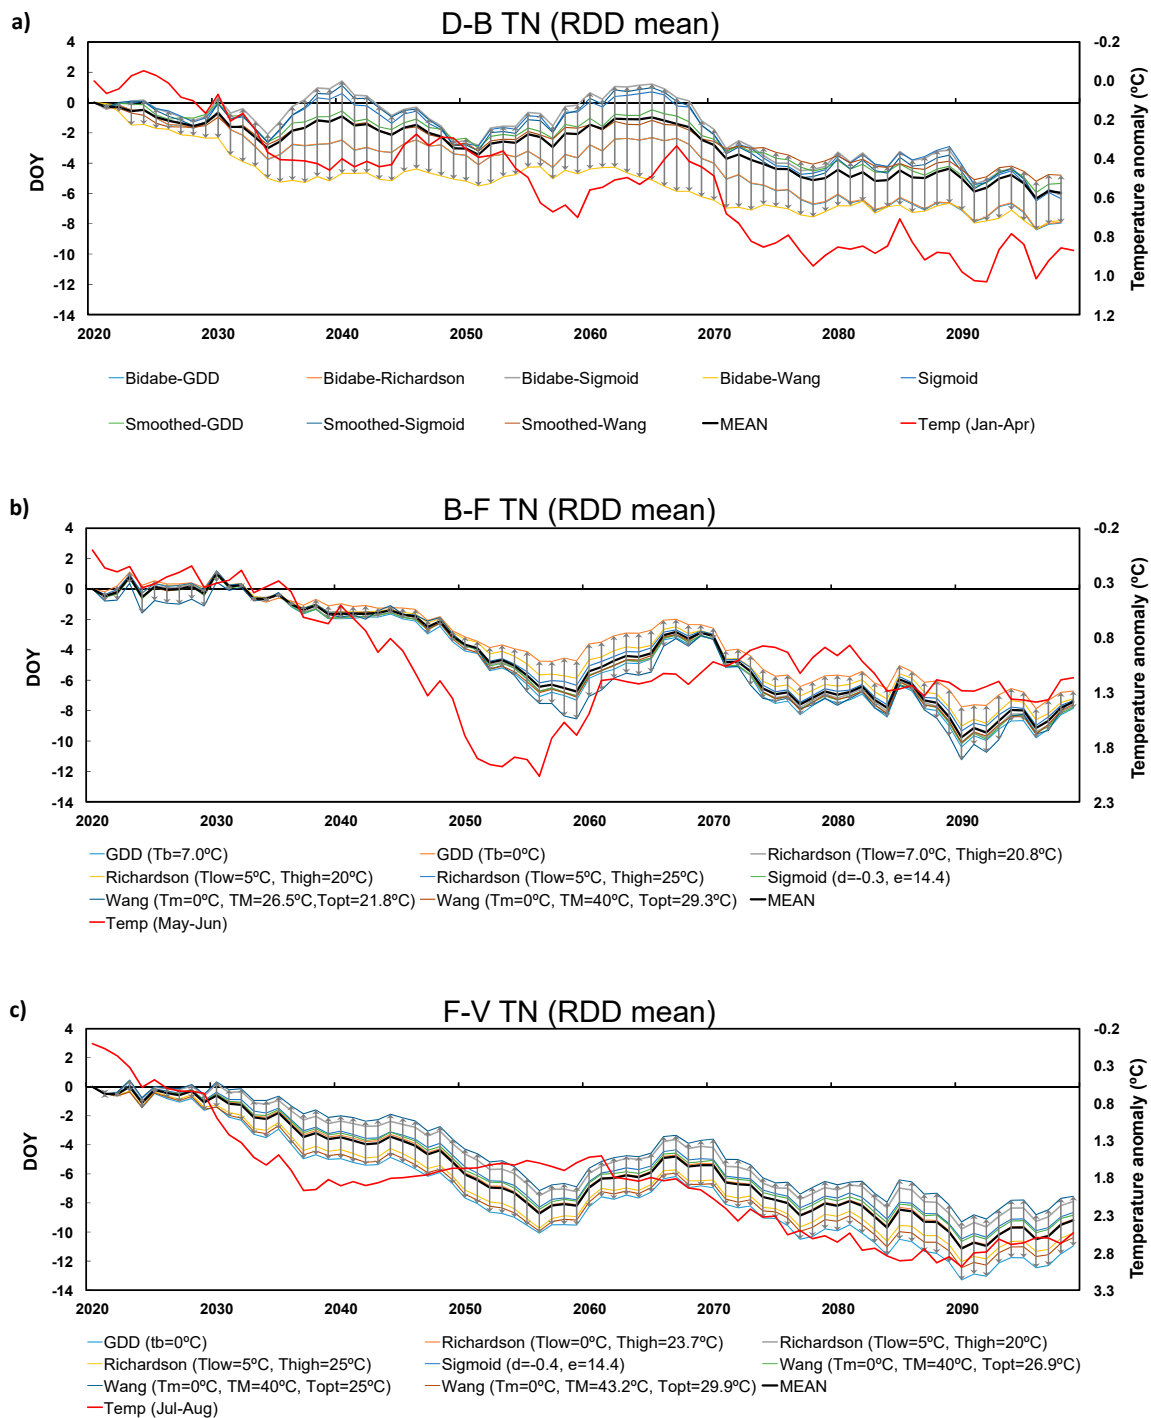 a)
D-B TN (RDD mean)
4
2
0
-2
-4
-6
-8
-10
-12
-14
DOY
-0.2
0.0
0.2
0.4
0.6
0.8
1.0
1.2
Temperature anomaly (ºC)
2020 2030 2040 2050 2060 2070 2080 2090
Bidabe-GDD Bidabe-Richardson Bidabe-Sigmoid Bidabe-Wang Sigmoid
Smoothed-GDD Smoothed-Sigmoid Smoothed-Wang MEAN Temp (Jan-Apr)
b)
B-F TN (RDD mean)
4
2
0
-2
-4
-6
-8
-10
-12
-14
DOY
-0.2
0.3
0.8
1.3
1.8
2.3
Temperature anomaly (ºC)
2020 2030 2040 2050 2060 2070 2080 2090
GDD (Tb=7.0ºC) GDD (Tb=0ºC) Richardson (Tlow=7.0ºC, Thigh=20.8ºC)
Richardson (Tlow=5ºC, Thigh=20ºC) Richardson (Tlow=5ºC, Thigh=25ºC) Sigmoid (d=-0.3, e=14.4)
Wang (Tm=0ºC, TM=26.5ºC,Topt=21.8ºC) Wang (Tm=0ºC, TM=40ºC, Topt=29.3ºC) MEAN
Temp (May-Jun)
c)
F-V TN (RDD mean)
4
2
0
-2
-4
-6
-8
-10
-12
-14
DOY
-0.2
0.3
0.8
1.3
1.8
2.3
2.8
3.3
Temperature anomaly (ºC)
2020 2030 2040 2050 2060 2070 2080 2090
GDD (tb=0ºC) Richardson (Tlow=0ºC, Thigh=23.7ºC) Richardson (Tlow=5ºC, Thigh=20ºC)
Richardson (Tlow=5ºC, Thigh=25ºC) Sigmoid (d=-0.4, e=14.4) Wang (Tm=0ºC, TM=40ºC, Topt=26.9ºC)
Wang (Tm=0ºC, TM=40ºC, Topt=25ºC) Wang (Tm=0ºC, TM=43.2ºC, Topt=29.9ºC) MEAN
Temp (Jul-Aug)